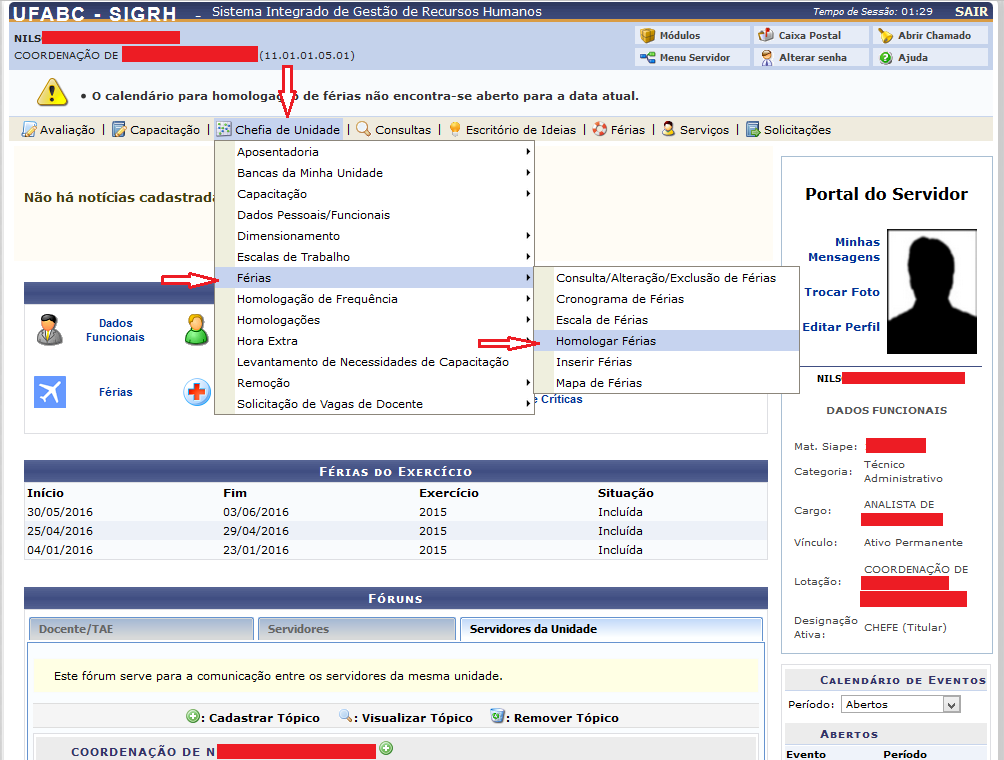 UFABC - SIGRH - Sistema Integrado de Gestão de Recursos Humanos
Tempo de Sessão: 01:29 SAIR
NILS
COORDENAÇÃO DE (11.01.01.05.01)
Módulos Caixa Postal Abrir Chamado
Menu Servidor Alterar senha Ajuda
• O calendário para homologação de férias não encontra-se aberto para a data atual.
Avaliação | Capacitação | Chefia de Unidade | Consultas | Escritório de Ideias | Férias | Serviços | Solicitações
Aposentadoria
Bancas da Minha Unidade
Capacitação
Dados Pessoais/Funcionais
Dimensionamento
Escalas de Trabalho
Férias
Homologação de Frequência
Homologações
Hora Extra
Levantamento de Necessidades de Capacitação
Remoção
Solicitação de Vagas de Docente
Consulta/Alteração/Exclusão de Férias
Cronograma de Férias
Escala de Férias
Homologar Férias
Inserir Férias
Mapa de Férias
Não há notícias cadastrada
Dados
Funcionais
Férias
e Críticas
Férias do Exercício
Início Fim Exercício Situação
30/05/2016 03/06/2016 2015 Incluída
25/04/2016 29/04/2016 2015 Incluída
04/01/2016 23/01/2016 2015 Incluída
Fóruns
Docente/TAE Servidores Servidores da Unidade
Este fórum serve para a comunicação entre os servidores da mesma unidade.
: Cadastrar Tópico : Visualizar Tópico : Remover Tópico
COORDENAÇÃO DE N
Portal do Servidor
Minhas
Mensagens
Trocar Foto
Editar Perfil
NILS
DADOS FUNCIONAIS
Mat. Siape:
Categoria: Técnico
Administrativo
Cargo: ANALISTA DE
Vínculo: Ativo Permanente
Lotação: COORDENAÇÃO DE
Designação
Ativa: CHEFE (Titular)
Calendário de Eventos
Período: Abertos
Abertos
Evento Período